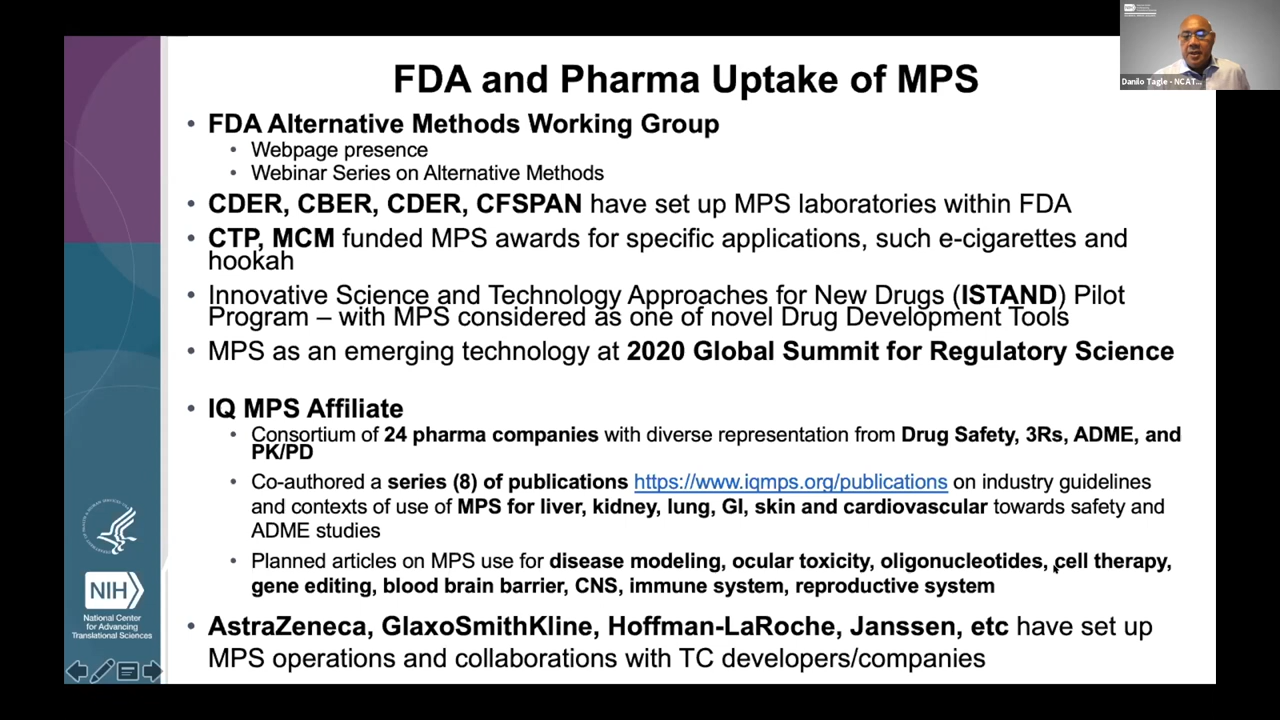 FDA and Pharma Uptake of MPS
• FDA Alternative Methods Working Group
• Webpage presence
• Webinar Series on Alternative Methods
• CDER, CBER, CDER, CFSPAN have set up MPS laboratories within FDA
• CTP, MCM funded MPS awards for specific applications, such e-cigarettes and
hookah
• Innovative Science and Technology Approaches for New Drugs (ISTAND) Pilot
Program – with MPS considered as one of novel Drug Development Tools
• MPS as an emerging technology at 2020 Global Summit for Regulatory Science
• IQ MPS Affiliate
• Consortium of 24 pharma companies with diverse representation from Drug Safety, 3Rs, ADME, and
PK/PD
• Co-authored a series (8) of publications https://www.iqmps.org/publications on industry guidelines
and contexts of use of MPS for liver, kidney, lung, GI, skin and cardiovascular towards safety and
ADME studies
• Planned articles on MPS use for disease modeling, ocular toxicity, oligonucleotides, cell therapy,
gene editing, blood brain barrier, CNS, immune system, reproductive system
• AstraZeneca, GlaxoSmithKline, Hoffman-LaRoche, Janssen, etc have set up
MPS operations and collaborations with TC developers/companies
NIH
National Center
for Advancing
Translational Sciences
NIH
Danilo Tagle - NCAT...